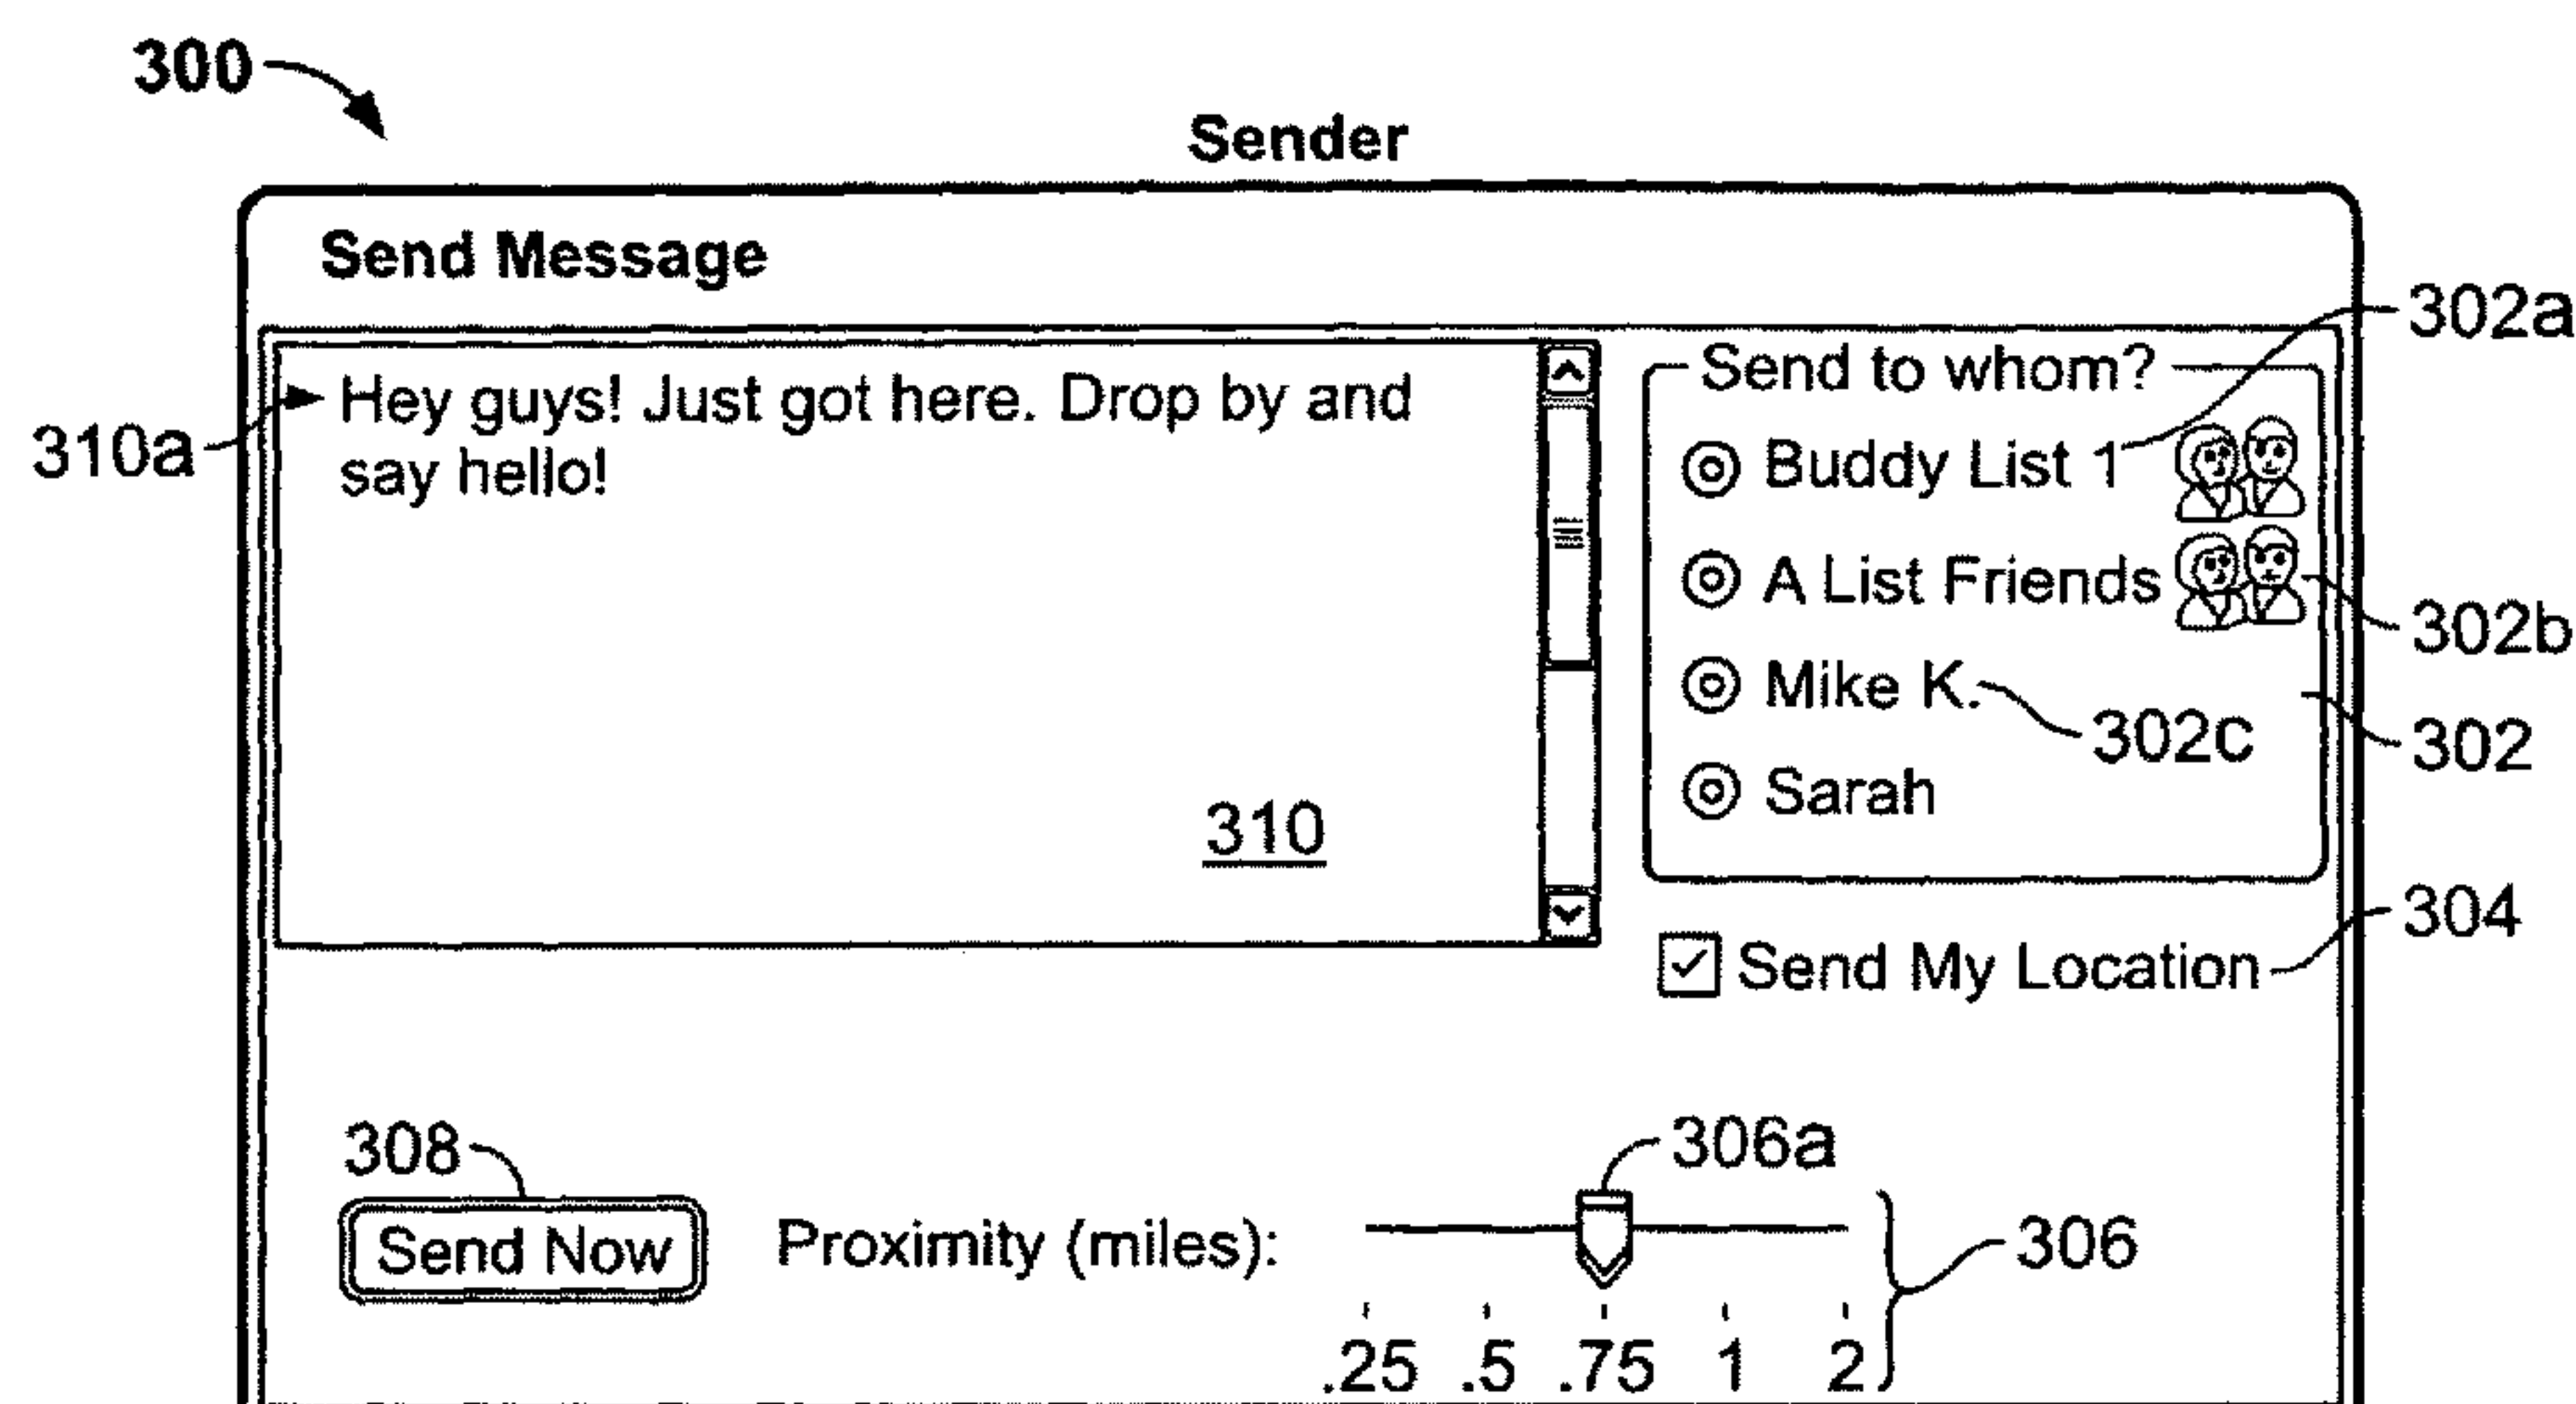 300
Sender
Send Message
302a
310a
Hey guys! Just got here. Drop by and
say hello!
310
Send to whom?
Buddy List 1
A List Friends
302b
Mike K.
302c
302
Sarah
304
Send My Location
308
Send Now
Proximity (miles):
306a
306
.25 .5 .75 1 2